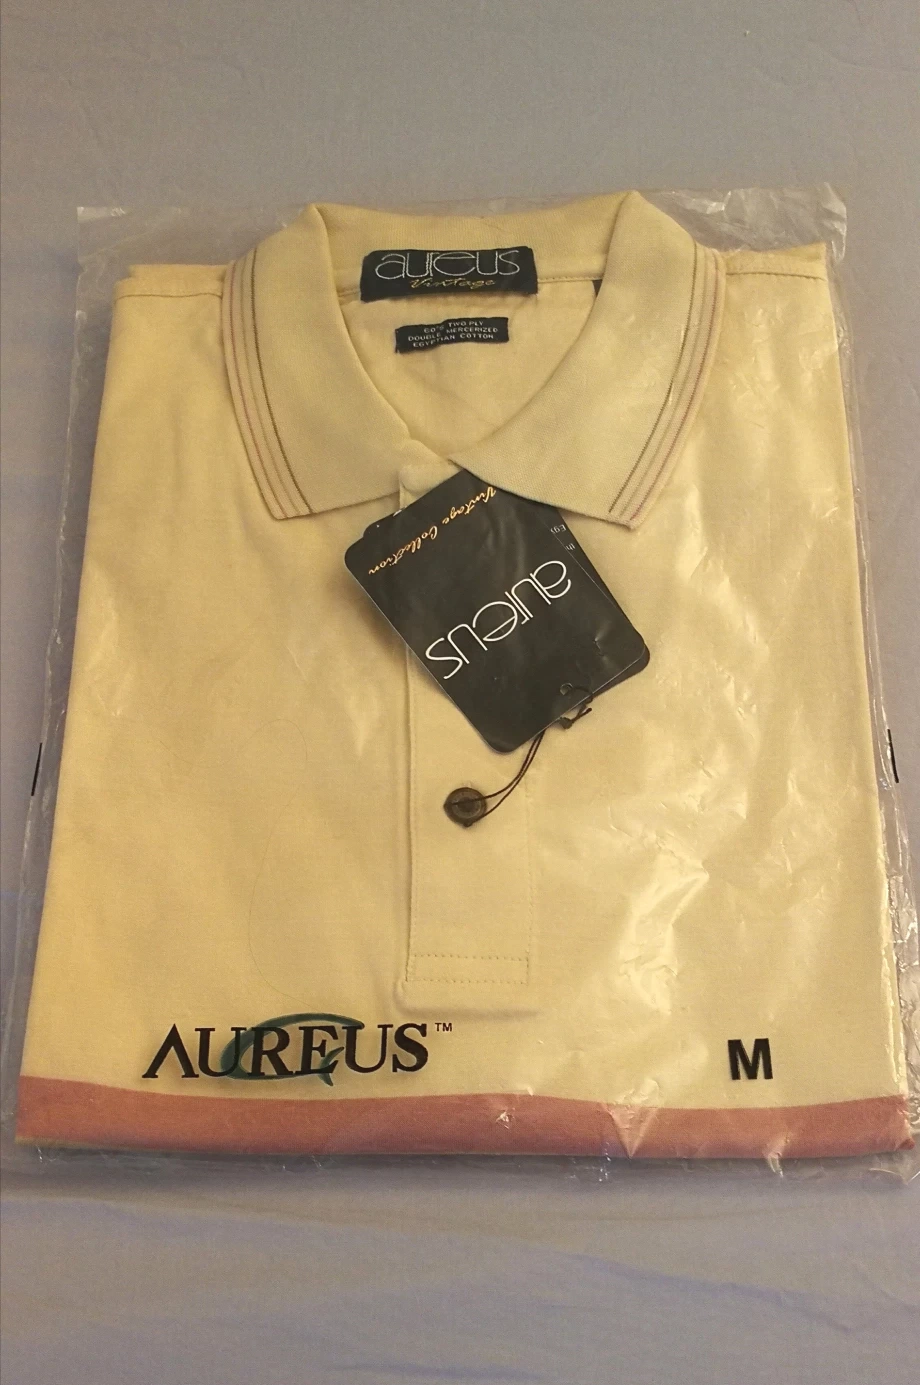 aureus
Vintage
60's TWO PLY
DOUBLE MERCERIZED
EGYPTIAN COTTON
Vintage Collection
aureus
AUREUS™
M